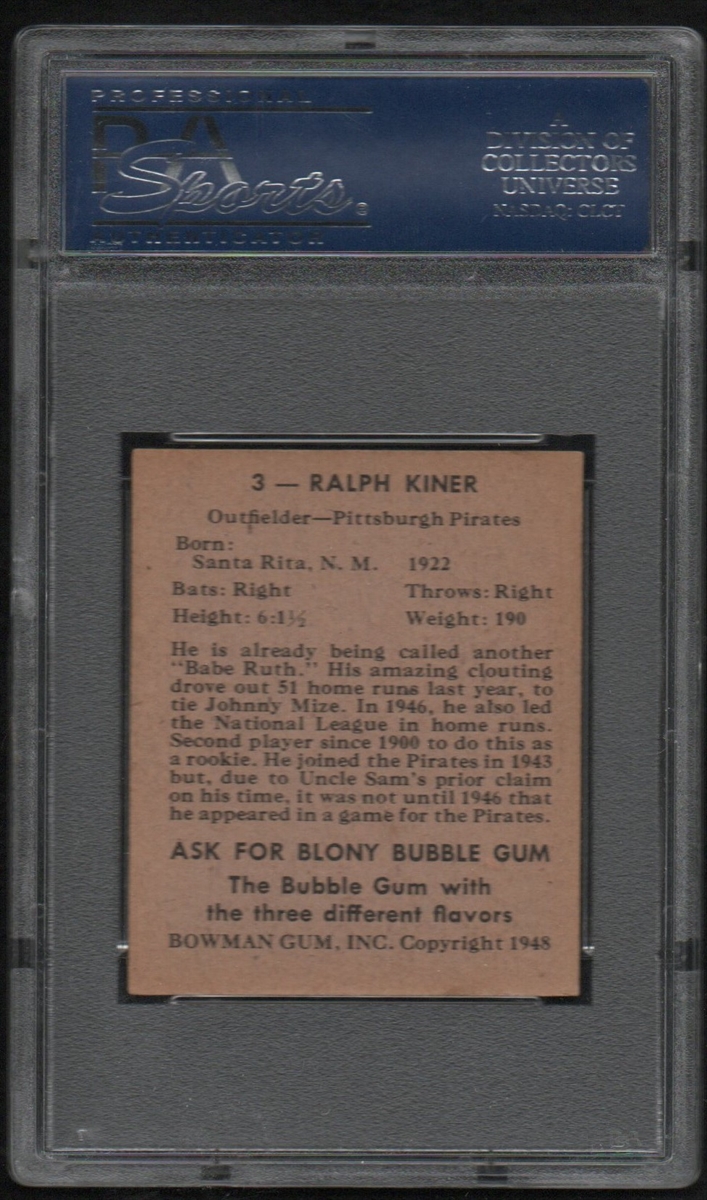 PROFESSIONAL
PSA
Sports®
AUTHENTICATOR
A
DIVISION OF
COLLECTORS
UNIVERSE
NASDAQ: CLCT
3 — RALPH KINER
Outfielder—Pittsburgh Pirates
Born:
Santa Rita, N. M. 1922
Bats: Right Throws: Right
Height: 6:1½ Weight: 190
He is already being called another
"Babe Ruth." His amazing clouting
drove out 51 home runs last year, to
tie Johnny Mize. In 1946, he also led
the National League in home runs.
Second player since 1900 to do this as
a rookie. He joined the Pirates in 1943
but, due to Uncle Sam's prior claim
on his time, it was not until 1946 that
he appeared in a game for the Pirates.
ASK FOR BLONY BUBBLE GUM
The Bubble Gum with
the three different flavors
BOWMAN GUM, INC. Copyright 1948